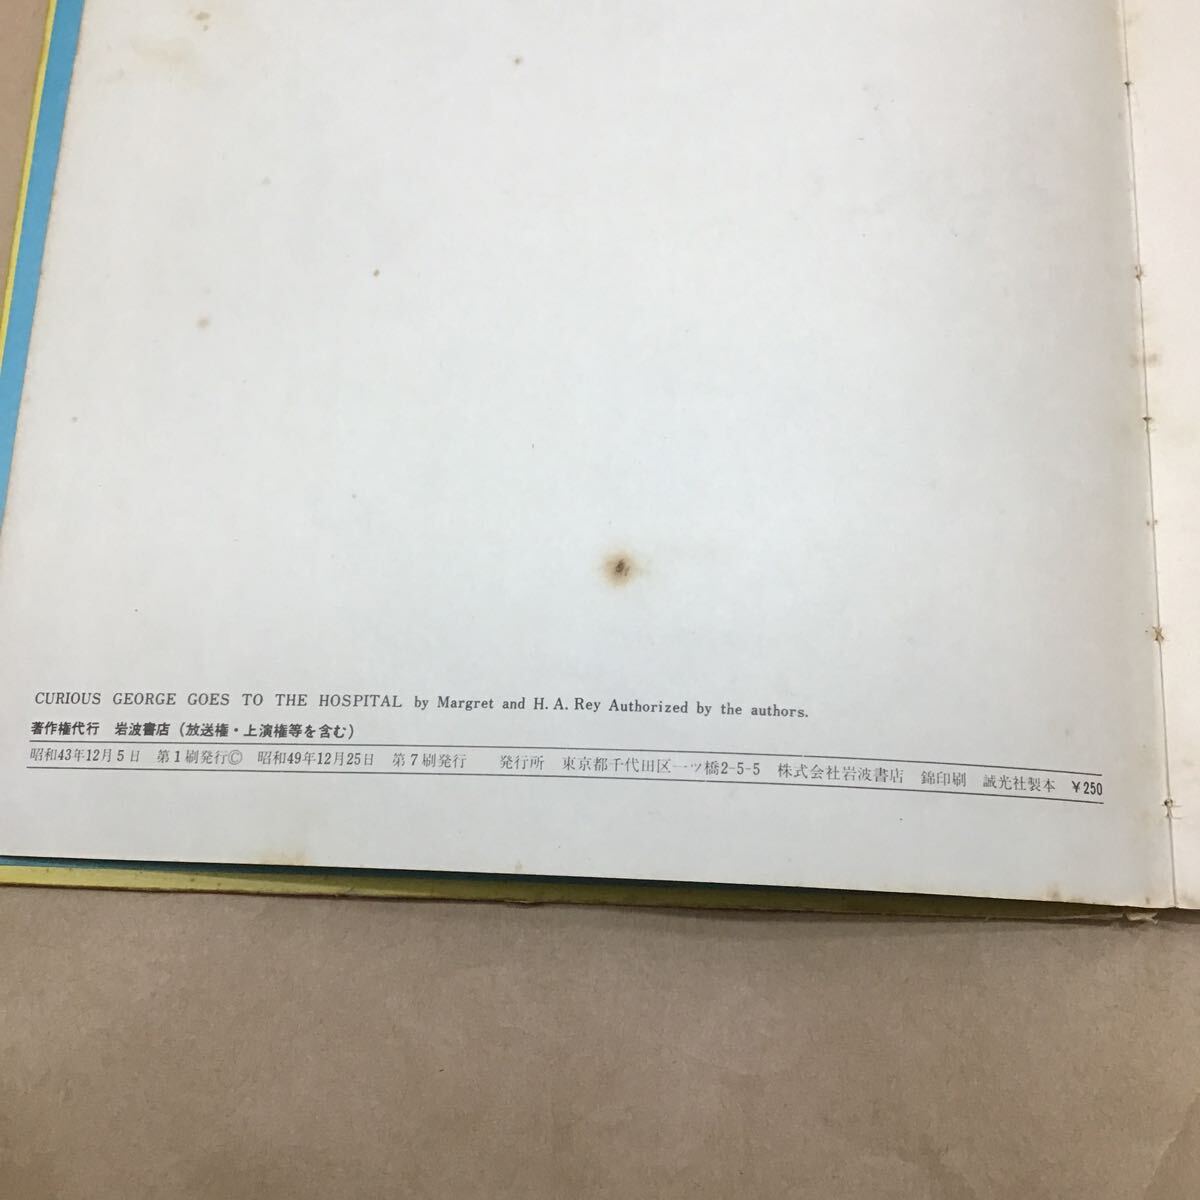 CURIOUS GEORGE GOES TO THE HOSPITAL by Margret and H. A. Rey Authorized by the authors.
著作権代行 岩波書店 (放送権・上演権等を含む)
昭和43年12月5日 第1刷発行© 昭和49年12月25日 第7刷発行 発行所 東京都千代田区一ツ橋2-5-5 株式会社岩波書店 錦印刷 誠光社製本 ¥250